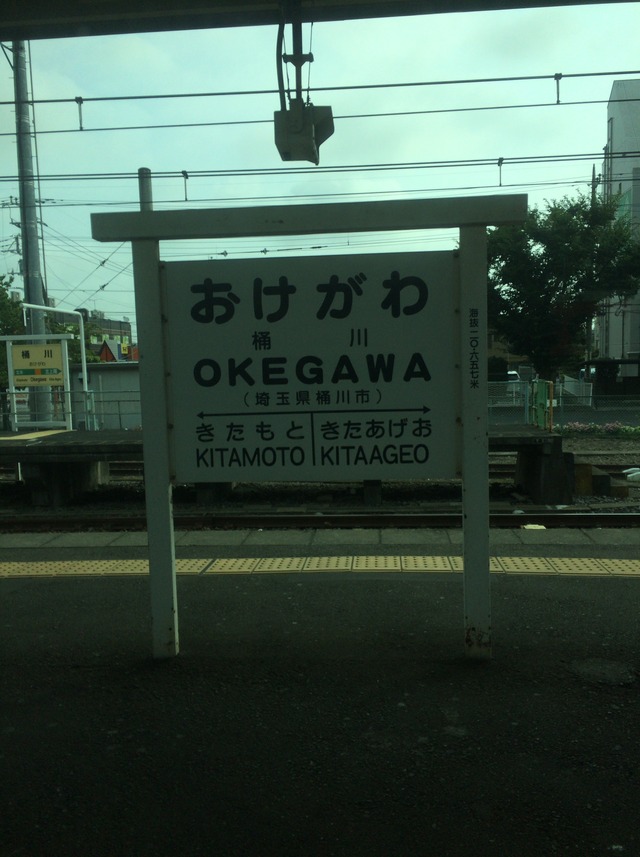 おけがわ
桶川
OKEGAWA
(埼玉県桶川市)
きたもと きたあげお
KITAMOTO KITAAGEO
海抜二〇・六五七米
桶川